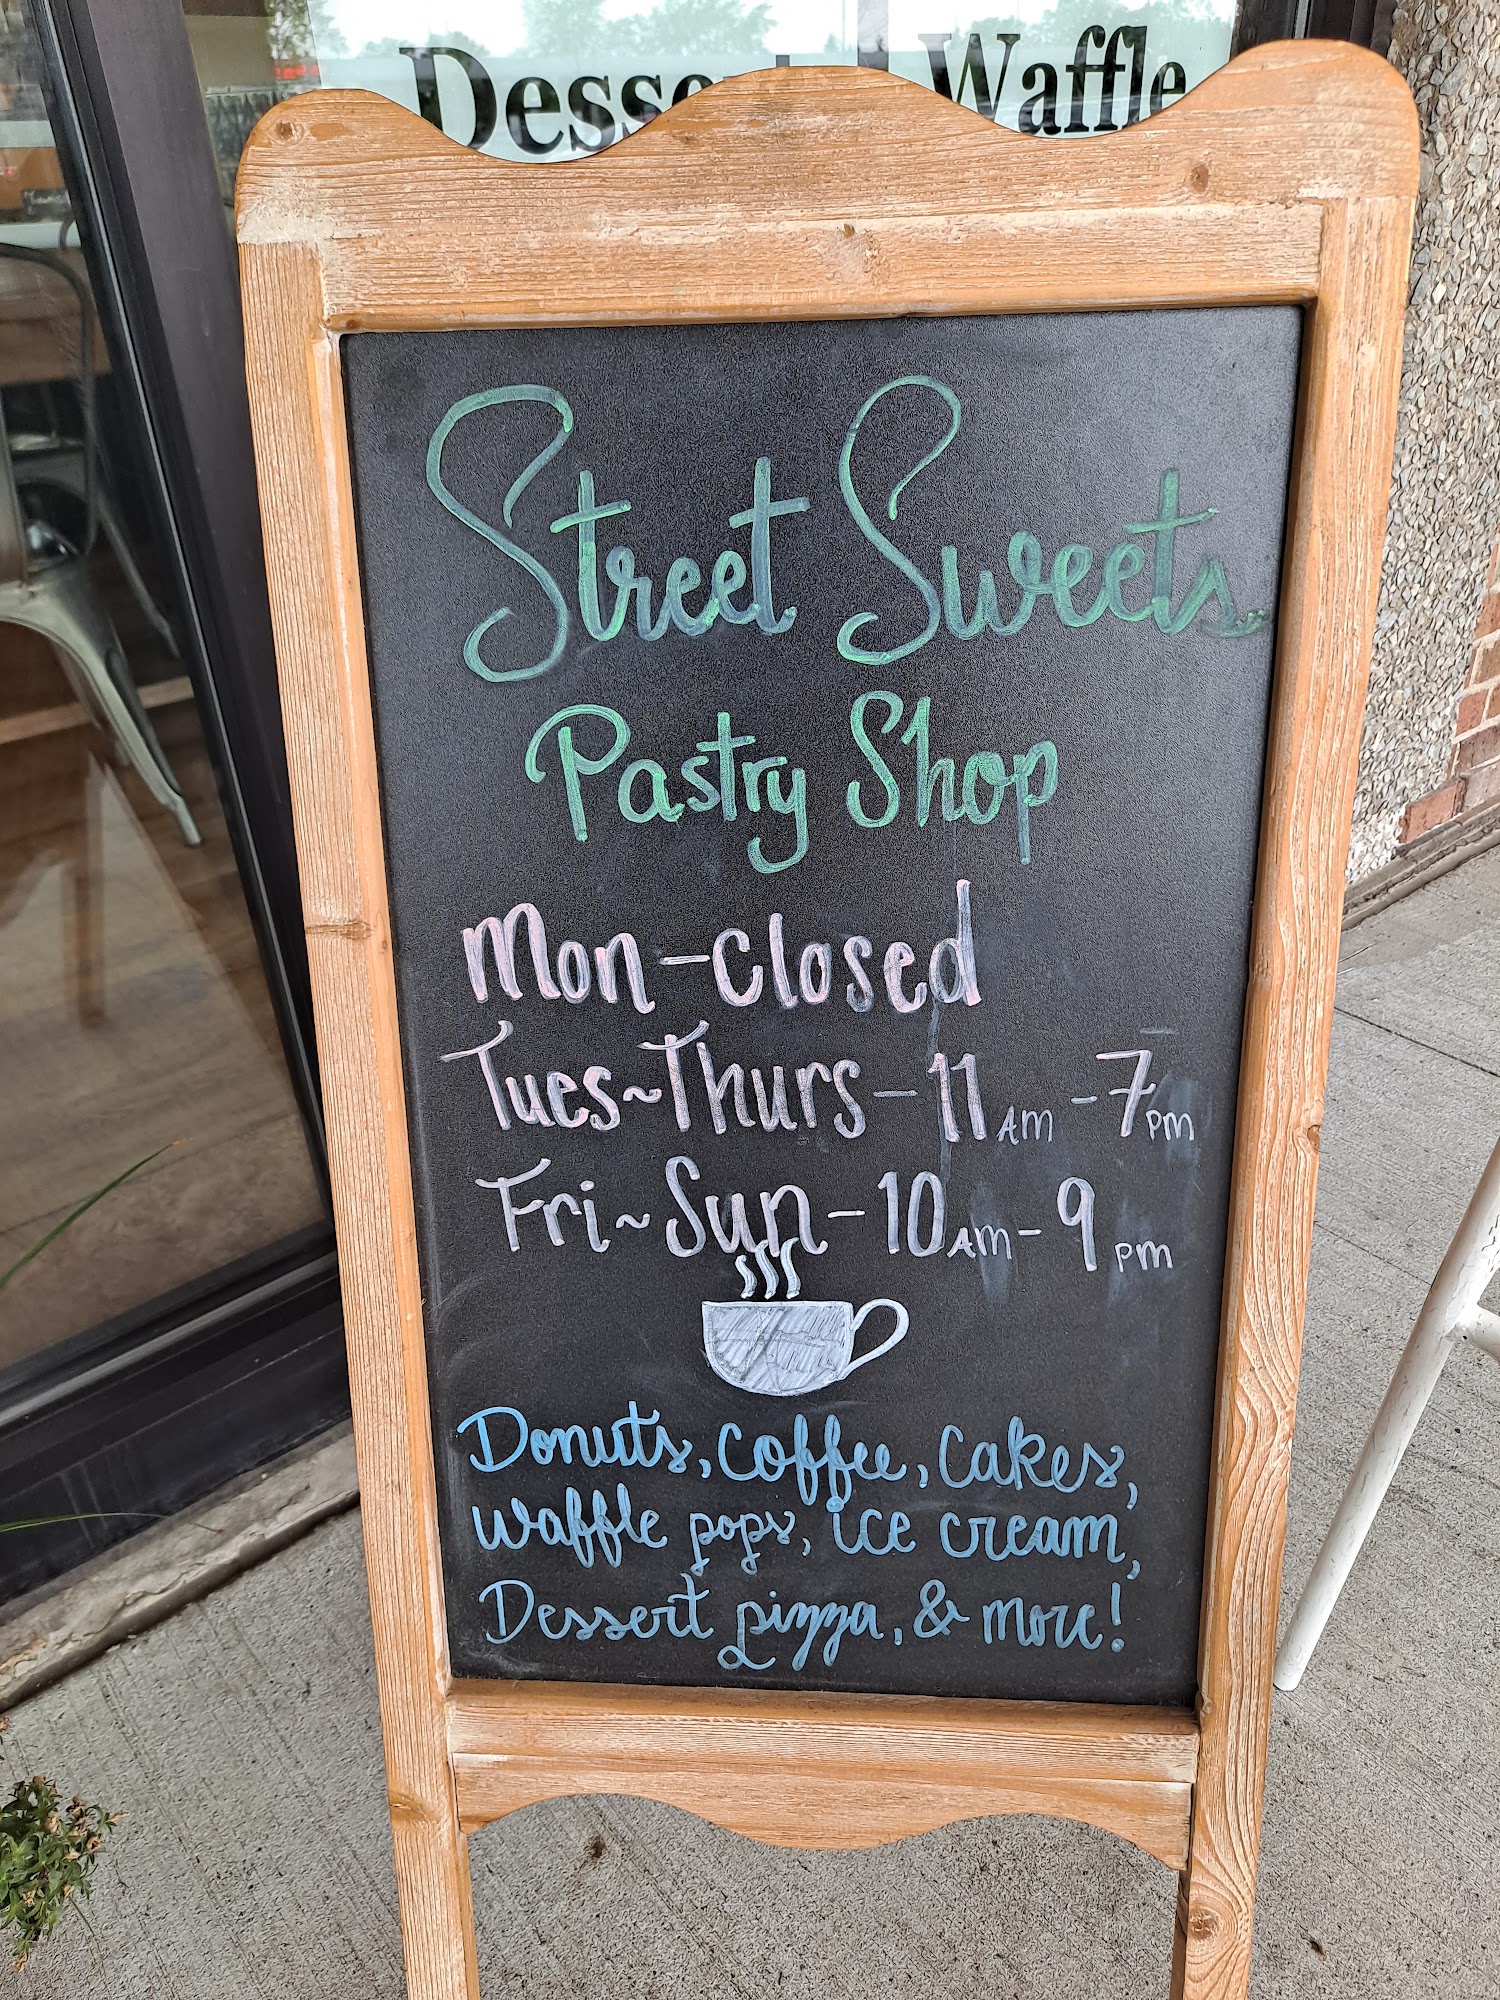 Waffle
Street Sweets
Pastry Shop
Mon-Closed
Tues~Thurs-11AM-7pm
Fri~Sun-10AM-9pm
Donuts, Coffee, Cakes,
Waffle pops, ice cream,
Dessert pizza, & more!